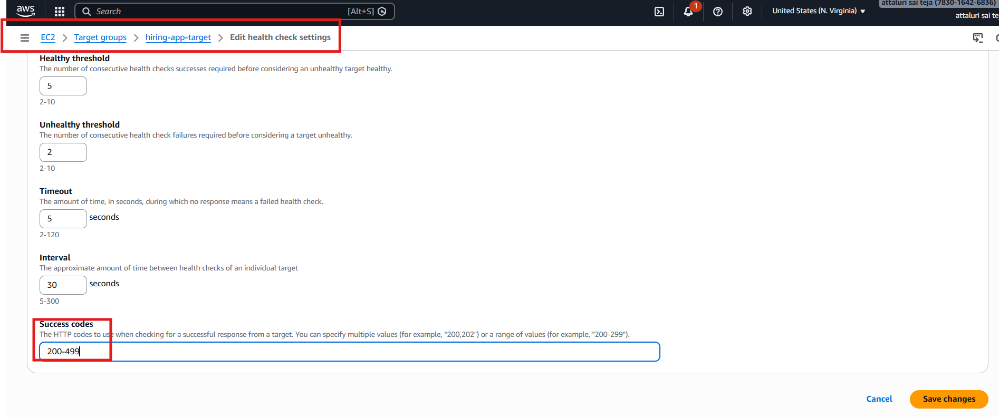 aws
Search [Alt+S]
1
United States (N. Virginia)
attaluri sai teja (7830-1642-6836)
attaluri sai
EC2 > Target groups > hiring-app-target > Edit health check settings
Healthy threshold
The number of consecutive health checks successes required before considering an unhealthy target healthy.
5
2-10
Unhealthy threshold
The number of consecutive health check failures required before considering a target unhealthy.
2
2-10
Timeout
The amount of time, in seconds, during which no response means a failed health check.
5 seconds
2-120
Interval
The approximate amount of time between health checks of an individual target
30 seconds
5-300
Success codes
The HTTP codes to use when checking for a successful response from a target. You can specify multiple values (for example, "200,202") or a range of values (for example, "200-299").
200-499
Cancel Save changes